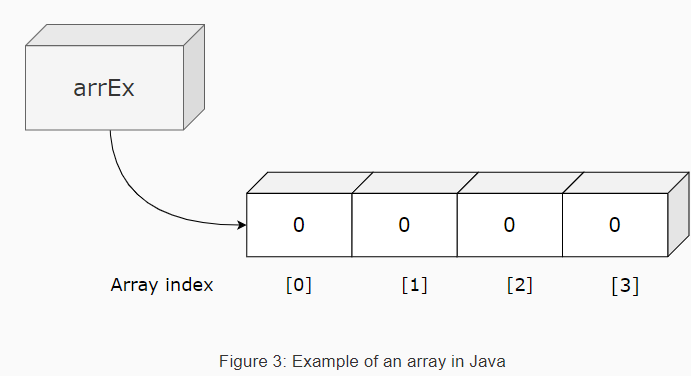 arrEx
0 0 0 0
Array index [0] [1] [2] [3]
Figure 3: Example of an array in Java